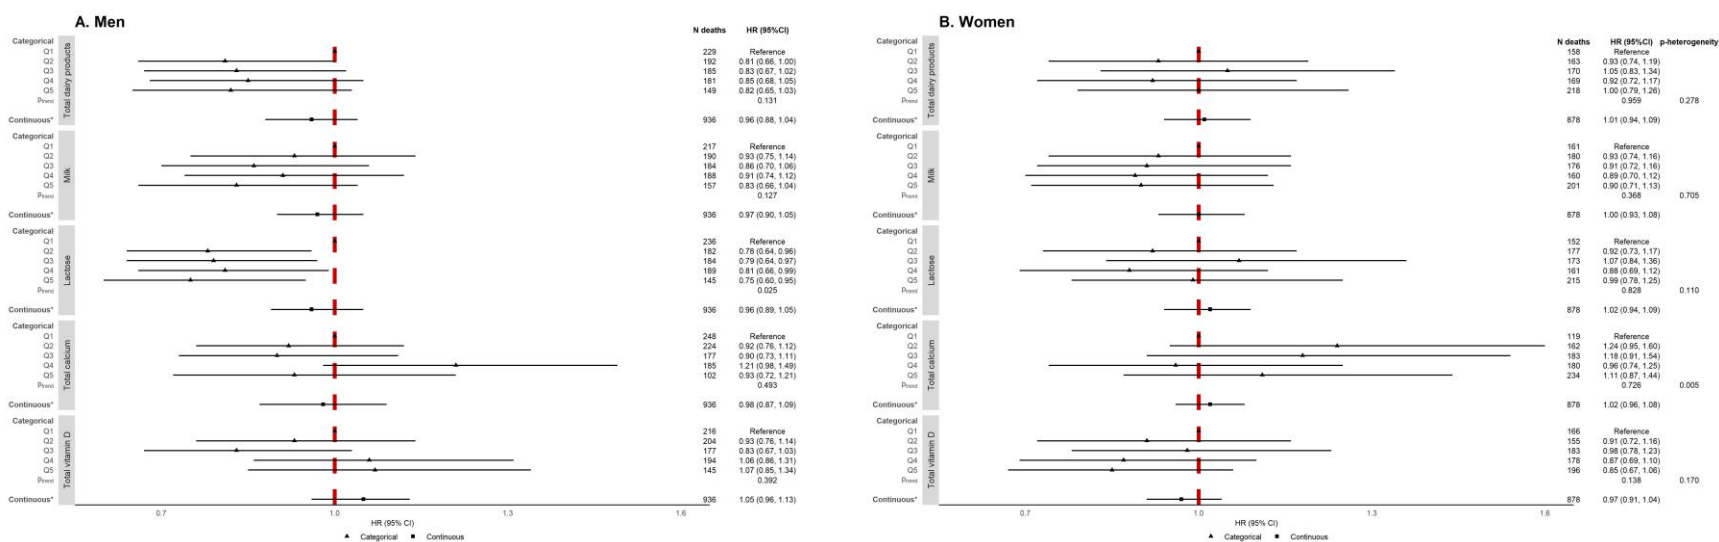 A. Men
N deaths HR (95%CI)
Total dairy products
Categorical
Q1 229 Reference
Q2 192 0.81 (0.66, 1.00)
Q3 185 0.83 (0.67, 1.02)
Q4 181 0.85 (0.68, 1.05)
Q5 149 0.82 (0.65, 1.03)
Ptrend 0.131
Continuous* 936 0.96 (0.88, 1.04)
Milk
Categorical
Q1 217 Reference
Q2 190 0.93 (0.75, 1.14)
Q3 184 0.86 (0.70, 1.06)
Q4 188 0.91 (0.74, 1.12)
Q5 157 0.83 (0.66, 1.04)
Ptrend 0.127
Continuous* 936 0.97 (0.90, 1.05)
Lactose
Categorical
Q1 236 Reference
Q2 182 0.78 (0.64, 0.96)
Q3 184 0.79 (0.64, 0.97)
Q4 189 0.81 (0.66, 0.99)
Q5 145 0.75 (0.60, 0.95)
Ptrend 0.025
Continuous* 936 0.96 (0.89, 1.05)
Total calcium
Categorical
Q1 248 Reference
Q2 224 0.92 (0.76, 1.12)
Q3 177 0.90 (0.73, 1.11)
Q4 185 1.21 (0.98, 1.49)
Q5 102 0.93 (0.72, 1.21)
Ptrend 0.493
Continuous* 936 0.98 (0.87, 1.09)
Total vitamin D
Categorical
Q1 216 Reference
Q2 204 0.93 (0.76, 1.14)
Q3 177 0.83 (0.67, 1.03)
Q4 194 1.06 (0.86, 1.31)
Q5 145 1.07 (0.85, 1.34)
Ptrend 0.392
Continuous* 936 1.05 (0.96, 1.13)
0.7 1.0 1.3 1.6
HR (95% CI)
Categorical Continuous
B. Women
N deaths HR (95%CI) p-heterogeneity
Total dairy products
Categorical
Q1 158 Reference
Q2 163 0.93 (0.74, 1.19)
Q3 170 1.05 (0.83, 1.34)
Q4 169 0.92 (0.72, 1.17)
Q5 218 1.00 (0.79, 1.26)
Ptrend 0.959 0.278
Continuous* 878 1.01 (0.94, 1.09)
Milk
Categorical
Q1 161 Reference
Q2 180 0.93 (0.74, 1.16)
Q3 176 0.91 (0.72, 1.16)
Q4 160 0.89 (0.70, 1.12)
Q5 201 0.90 (0.71, 1.13)
Ptrend 0.368 0.705
Continuous* 878 1.00 (0.93, 1.08)
Lactose
Categorical
Q1 152 Reference
Q2 177 0.92 (0.73, 1.17)
Q3 173 1.07 (0.84, 1.36)
Q4 161 0.88 (0.69, 1.12)
Q5 215 0.99 (0.78, 1.25)
Ptrend 0.828 0.110
Continuous* 878 1.02 (0.94, 1.09)
Total calcium
Categorical
Q1 119 Reference
Q2 162 1.24 (0.95, 1.60)
Q3 183 1.18 (0.91, 1.54)
Q4 180 0.96 (0.74, 1.25)
Q5 234 1.11 (0.87, 1.44)
Ptrend 0.726 0.005
Continuous* 878 1.02 (0.96, 1.08)
Total vitamin D
Categorical
Q1 166 Reference
Q2 155 0.91 (0.72, 1.16)
Q3 183 0.98 (0.78, 1.23)
Q4 178 0.87 (0.69, 1.10)
Q5 196 0.85 (0.67, 1.06)
Ptrend 0.138 0.170
Continuous* 878 0.97 (0.91, 1.04)
0.7 1.0 1.3 1.6
HR (95% CI)
Categorical Continuous